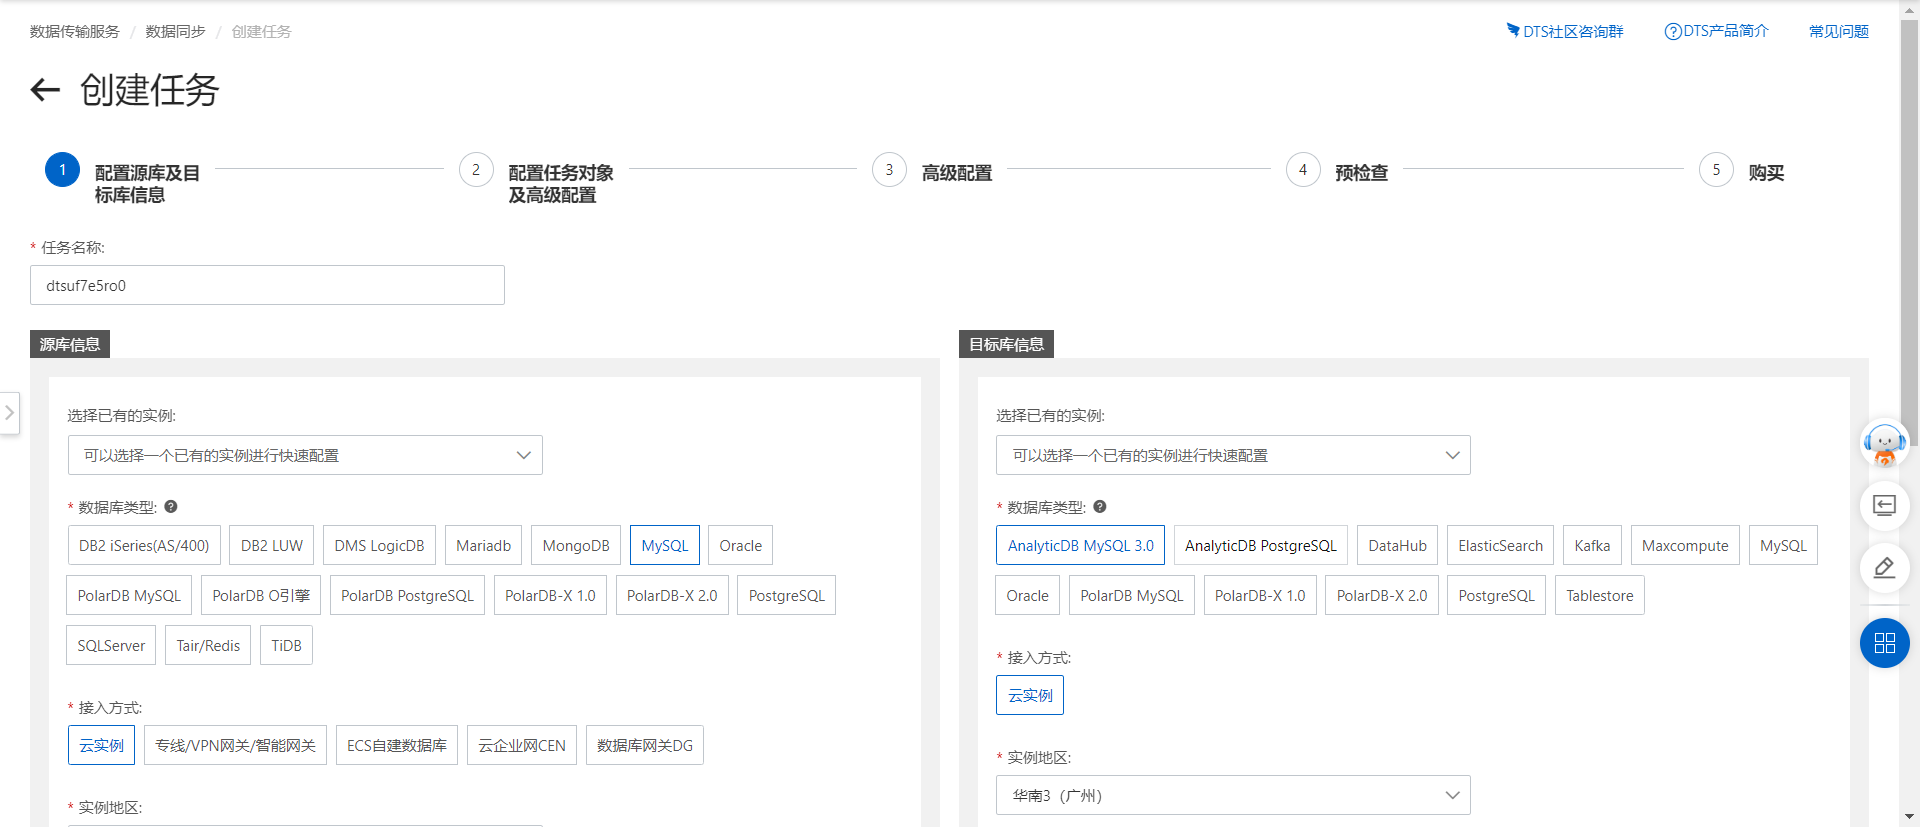 数据传输服务 / 数据同步 / 创建任务
DTS社区咨询群 DTS产品简介 常见问题
创建任务
1 配置源库及目标库信息
2 配置任务对象及高级配置
3 高级配置
4 预检查
5 购买
* 任务名称:
dtsuf7e5ro0
源库信息
选择已有的实例:
可以选择一个已有的实例进行快速配置
* 数据库类型:
DB2 iSeries(AS/400) DB2 LUW DMS LogicDB Mariadb MongoDB MySQL Oracle
PolarDB MySQL PolarDB O引擎 PolarDB PostgreSQL PolarDB-X 1.0 PolarDB-X 2.0 PostgreSQL
SQLServer Tair/Redis TiDB
* 接入方式:
云实例 专线/VPN网关/智能网关 ECS自建数据库 云企业网CEN 数据库网关DG
* 实例地区:
目标库信息
选择已有的实例:
可以选择一个已有的实例进行快速配置
* 数据库类型:
AnalyticDB MySQL 3.0 AnalyticDB PostgreSQL DataHub ElasticSearch Kafka Maxcompute MySQL
Oracle PolarDB MySQL PolarDB-X 1.0 PolarDB-X 2.0 PostgreSQL Tablestore
* 接入方式:
云实例
* 实例地区:
华南3（广州）